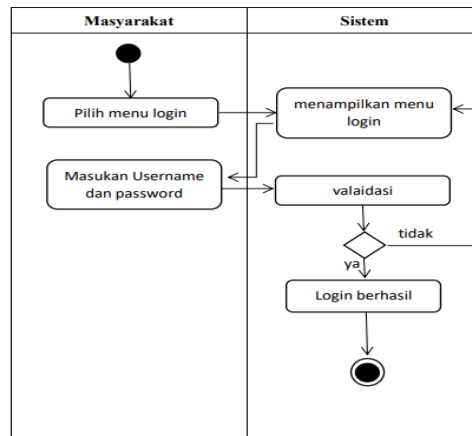 Masyarakat
Sistem
Pilih menu login
menampilkan menu
login
Masukan Username
dan password
valaidasi
tidak
ya
Login berhasil